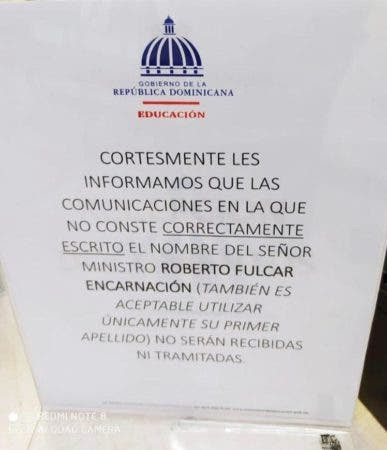 GOBIERNO DE LA
REPÚBLICA DOMINICANA
EDUCACIÓN
CORTESMENTE LES
INFORMAMOS QUE LAS
COMUNICACIONES EN LA QUE
NO CONSTE CORRECTAMENTE
ESCRITO EL NOMBRE DEL SEÑOR
MINISTRO ROBERTO FULCAR
ENCARNACIÓN (TAMBIÉN ES
ACEPTABLE UTILIZAR
ÚNICAMENTE SU PRIMER
APELLIDO) NO SERÁN RECIBIDAS
NI TRAMITADAS.
REDMI NOTE 8
AI QUAD CAMERA